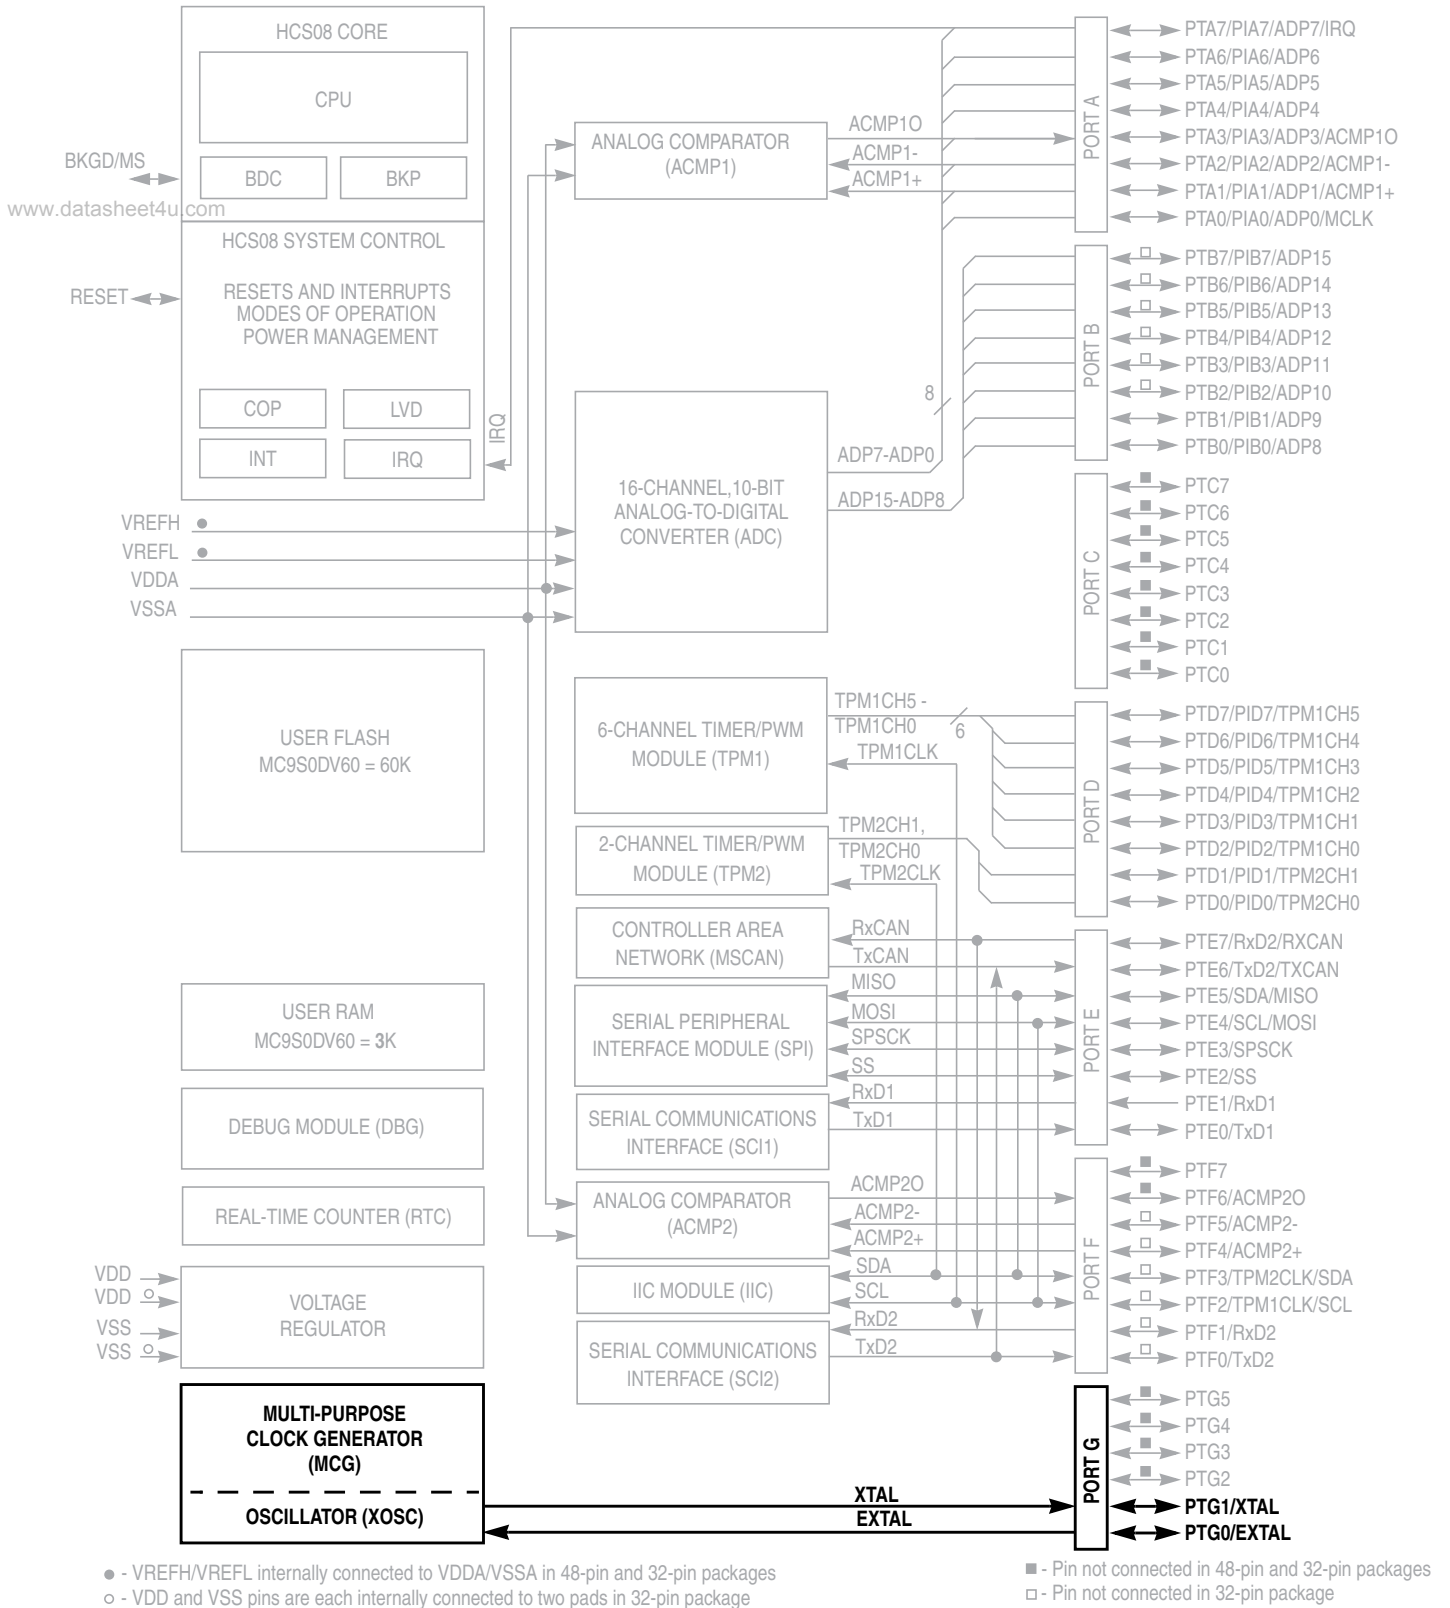 HCS08 CORE
CPU
BDC
BKP
BKGD/MS
www.datasheet4u.com
HCS08 SYSTEM CONTROL
RESETS AND INTERRUPTS
MODES OF OPERATION
POWER MANAGEMENT
RESET
COP
LVD
INT
IRQ
IRQ
VREFH
VREFL
VDDA
VSSA
USER FLASH
MC9S0DV60 = 60K
USER RAM
MC9S0DV60 = 3K
DEBUG MODULE (DBG)
REAL-TIME COUNTER (RTC)
VDD
VDD
VSS
VSS
VOLTAGE
REGULATOR
MULTI-PURPOSE
CLOCK GENERATOR
(MCG)
OSCILLATOR (XOSC)
ANALOG COMPARATOR
(ACMP1)
ACMP1O
ACMP1-
ACMP1+
16-CHANNEL,10-BIT
ANALOG-TO-DIGITAL
CONVERTER (ADC)
8
ADP7-ADP0
ADP15-ADP8
6-CHANNEL TIMER/PWM
MODULE (TPM1)
TPM1CH5 -
TPM1CH0
6
TPM1CLK
2-CHANNEL TIMER/PWM
MODULE (TPM2)
TPM2CH1,
TPM2CH0
TPM2CLK
CONTROLLER AREA
NETWORK (MSCAN)
RxCAN
TxCAN
SERIAL PERIPHERAL
INTERFACE MODULE (SPI)
MISO
MOSI
SPSCK
SS
SERIAL COMMUNICATIONS
INTERFACE (SCI1)
RxD1
TxD1
ANALOG COMPARATOR
(ACMP2)
ACMP2O
ACMP2-
ACMP2+
IIC MODULE (IIC)
SDA
SCL
SERIAL COMMUNICATIONS
INTERFACE (SCI2)
RxD2
TxD2
XTAL
EXTAL
PORT A
PTA7/PIA7/ADP7/IRQ
PTA6/PIA6/ADP6
PTA5/PIA5/ADP5
PTA4/PIA4/ADP4
PTA3/PIA3/ADP3/ACMP1O
PTA2/PIA2/ADP2/ACMP1-
PTA1/PIA1/ADP1/ACMP1+
PTA0/PIA0/ADP0/MCLK
PORT B
PTB7/PIB7/ADP15
PTB6/PIB6/ADP14
PTB5/PIB5/ADP13
PTB4/PIB4/ADP12
PTB3/PIB3/ADP11
PTB2/PIB2/ADP10
PTB1/PIB1/ADP9
PTB0/PIB0/ADP8
PORT C
PTC7
PTC6
PTC5
PTC4
PTC3
PTC2
PTC1
PTC0
PORT D
PTD7/PID7/TPM1CH5
PTD6/PID6/TPM1CH4
PTD5/PID5/TPM1CH3
PTD4/PID4/TPM1CH2
PTD3/PID3/TPM1CH1
PTD2/PID2/TPM1CH0
PTD1/PID1/TPM2CH1
PTD0/PID0/TPM2CH0
PORT E
PTE7/RxD2/RXCAN
PTE6/TxD2/TXCAN
PTE5/SDA/MISO
PTE4/SCL/MOSI
PTE3/SPSCK
PTE2/SS
PTE1/RxD1
PTE0/TxD1
PORT F
PTF7
PTF6/ACMP2O
PTF5/ACMP2-
PTF4/ACMP2+
PTF3/TPM2CLK/SDA
PTF2/TPM1CLK/SCL
PTF1/RxD2
PTF0/TxD2
PORT G
PTG5
PTG4
PTG3
PTG2
PTG1/XTAL
PTG0/EXTAL
● - VREFH/VREFL internally connected to VDDA/VSSA in 48-pin and 32-pin packages
○ - VDD and VSS pins are each internally connected to two pads in 32-pin package
■ - Pin not connected in 48-pin and 32-pin packages
□ - Pin not connected in 32-pin package